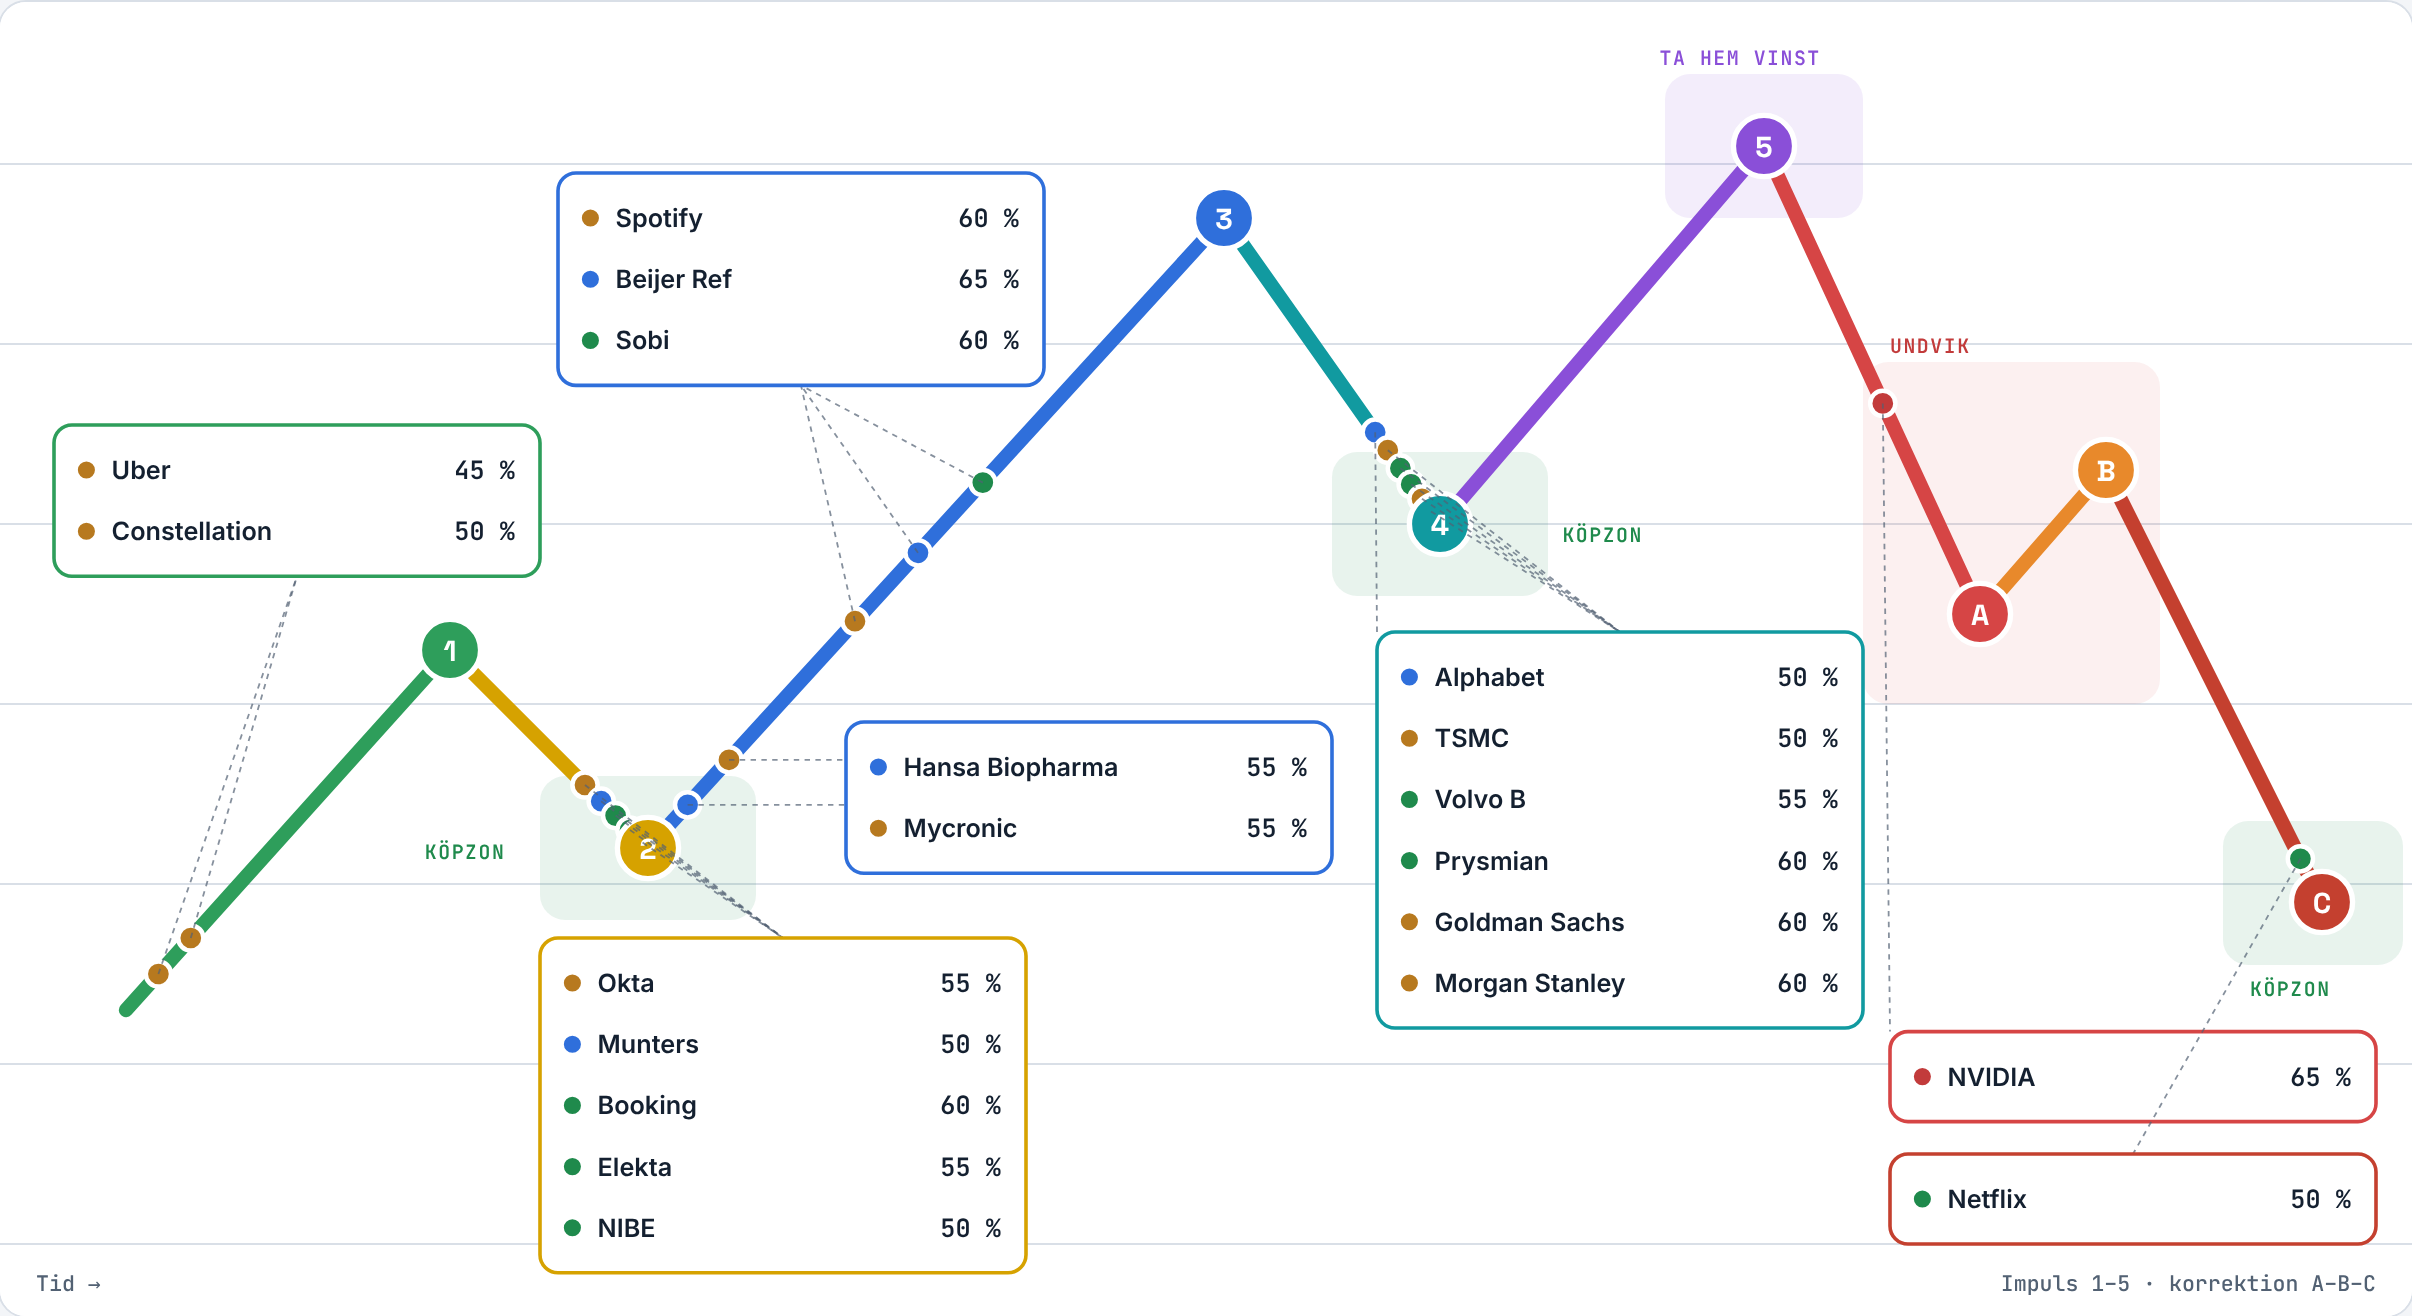 TA HEM VINST
5
Spotify 60 %
Beijer Ref 65 %
Sobi 60 %
3
UNDVIK
Uber 45 %
Constellation 50 %
B
4
KÖPZON
A
1
Alphabet 50 %
TSMC 50 %
Volvo B 55 %
Prysmian 60 %
Goldman Sachs 60 %
Morgan Stanley 60 %
Hansa Biopharma 55 %
Mycronic 55 %
KÖPZON
2
C
KÖPZON
Okta 55 %
Munters 50 %
Booking 60 %
Elekta 55 %
NIBE 50 %
NVIDIA 65 %
Netflix 50 %
Tid →
Impuls 1–5 · korrektion A–B–C